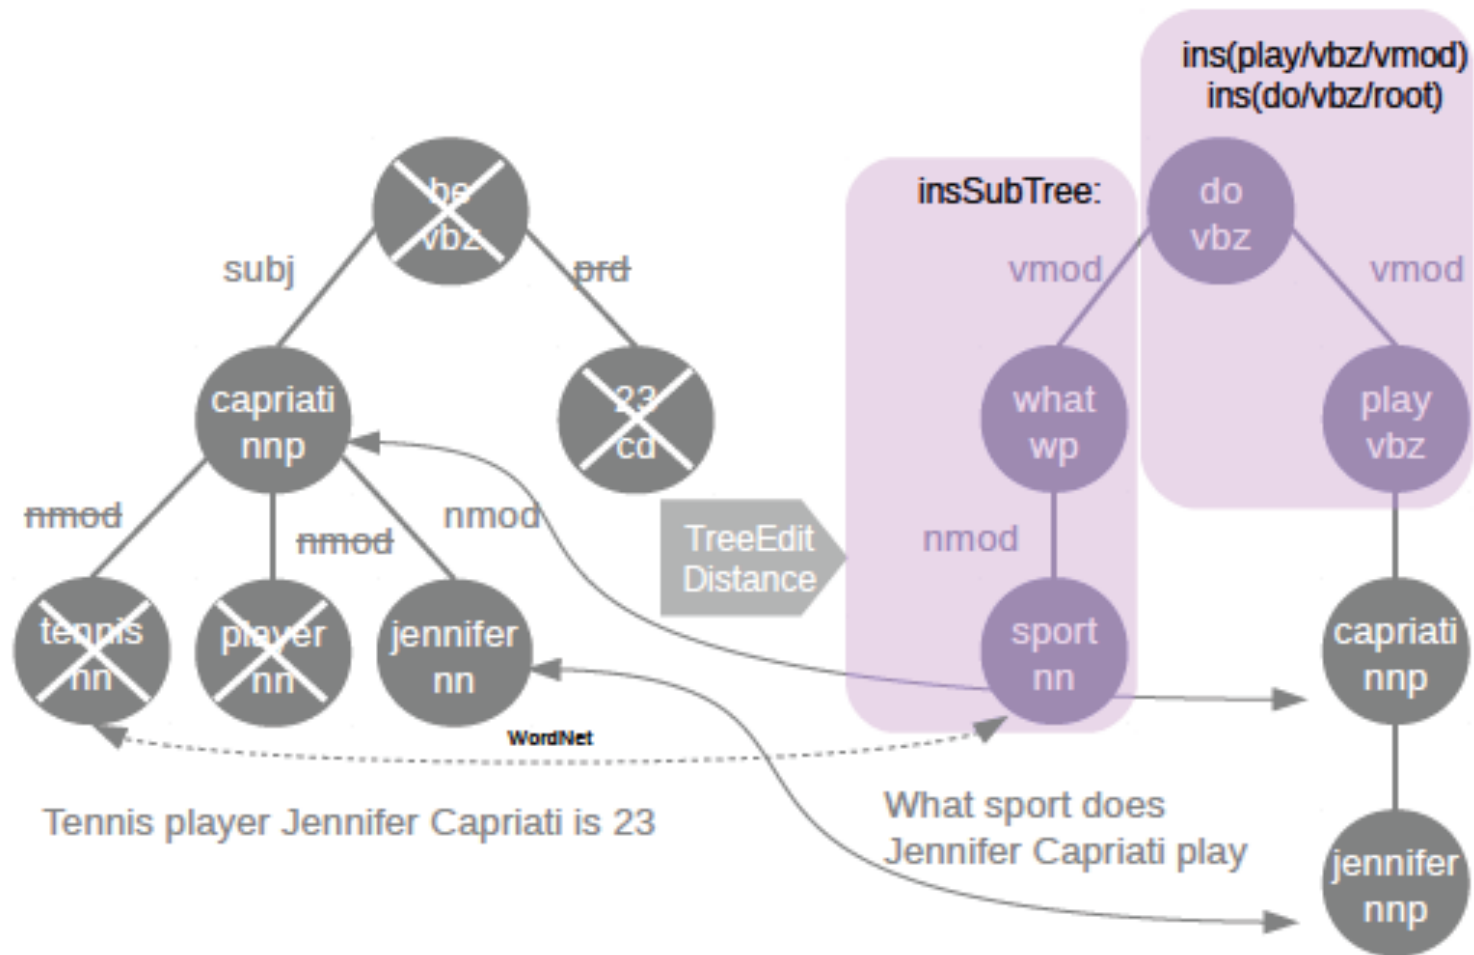 ins(play/vbz/vmod)
ins(do/vbz/root)
insSubTree:
be
vbz
do
vbz
subj
prd
vmod
vmod
capriati
nnp
23
cd
what
wp
play
vbz
nmod
nmod
nmod
TreeEdit
Distance
nmod
tennis
nn
player
nn
jennifer
nn
sport
nn
capriati
nnp
WordNet
Tennis player Jennifer Capriati is 23
What sport does
Jennifer Capriati play
jennifer
nnp